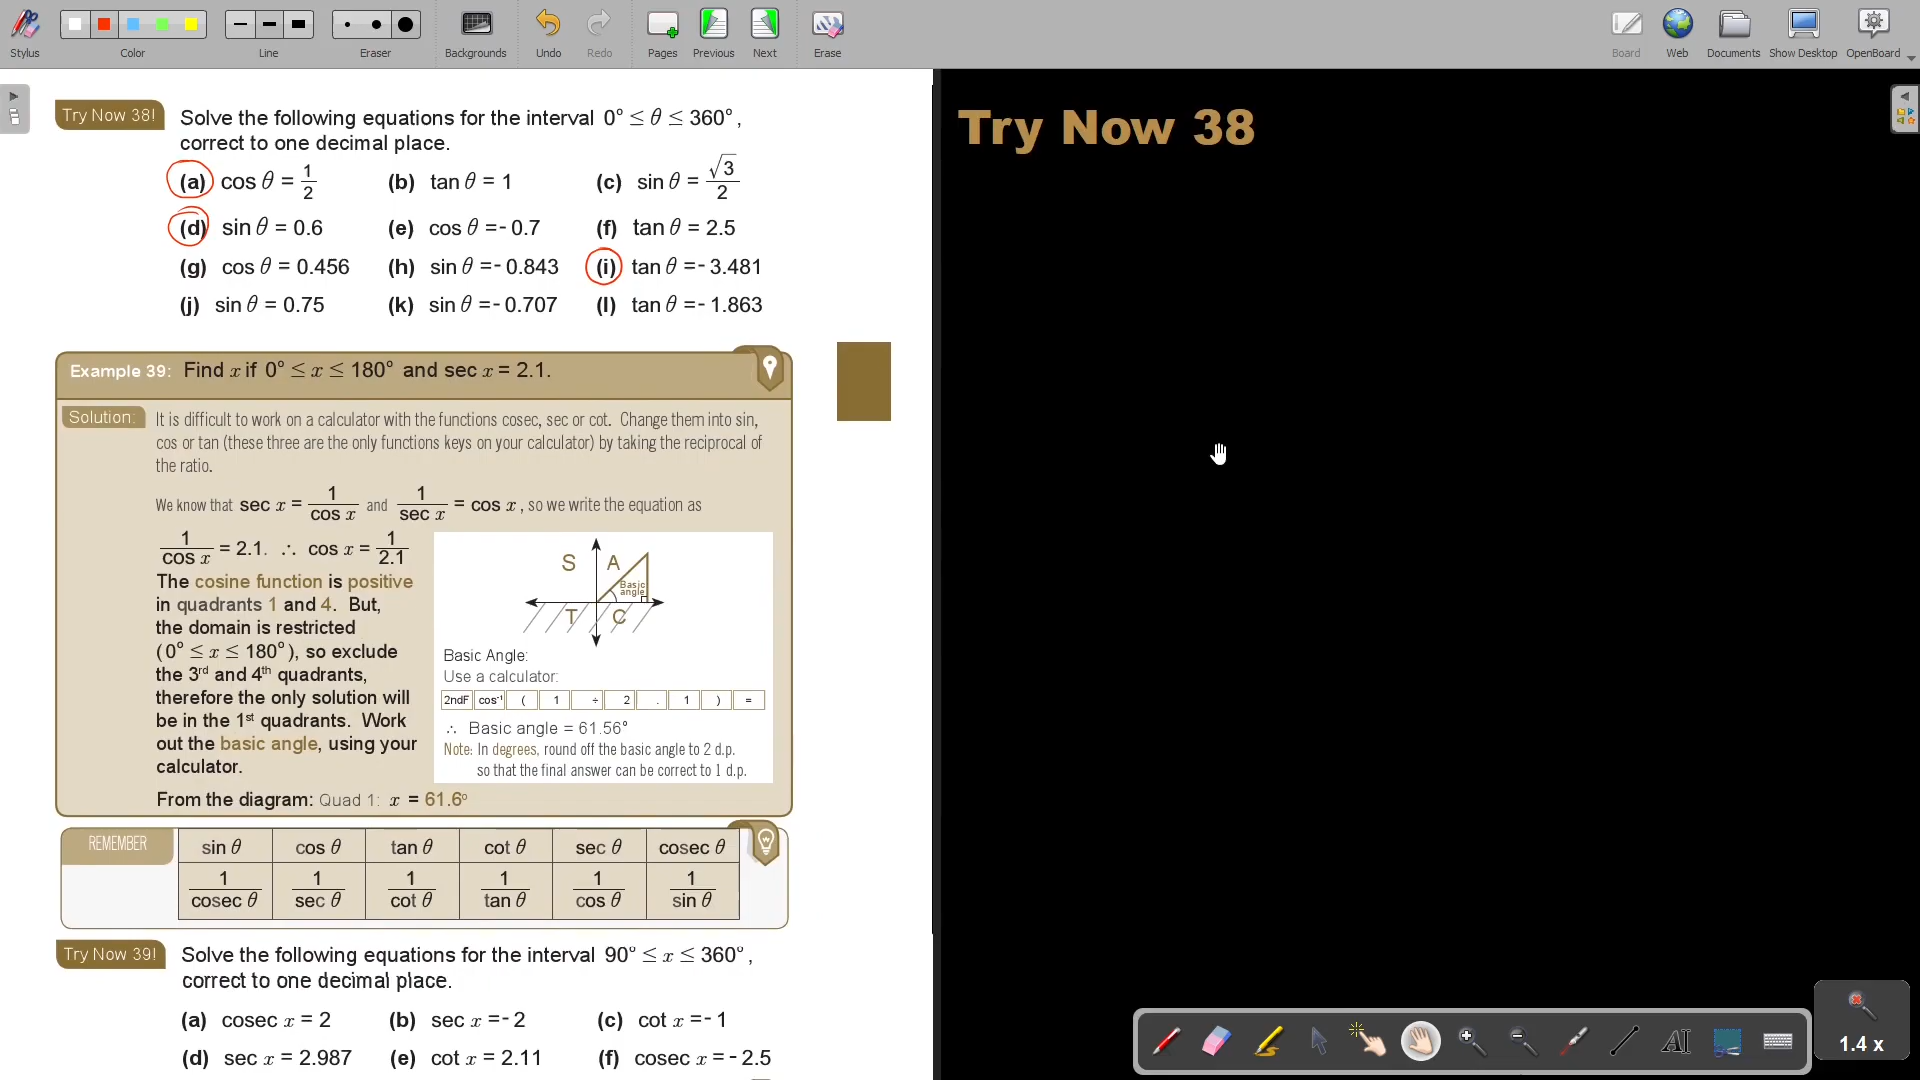 Stylus Color Line Eraser Backgrounds Undo Redo Pages Previous Next Erase Board Web Documents Show Desktop OpenBoard
Try Now 38! Solve the following equations for the interval 0° ≤ θ ≤ 360°,
correct to one decimal place.
(a) cos θ = 1/2 (b) tan θ = 1 (c) sin θ = √3/2
(d) sin θ = 0.6 (e) cos θ =- 0.7 (f) tan θ = 2.5
(g) cos θ = 0.456 (h) sin θ =- 0.843 (i) tan θ =- 3.481
(j) sin θ = 0.75 (k) sin θ =- 0.707 (l) tan θ =- 1.863
Example 39: Find x if 0° ≤ x ≤ 180° and sec x = 2.1.
Solution: It is difficult to work on a calculator with the functions cosec, sec or cot. Change them into sin,
cos or tan (these three are the only functions keys on your calculator) by taking the reciprocal of
the ratio.
We know that sec x = 1/cos x and 1/sec x = cos x, so we write the equation as
1/cos x = 2.1. ∴ cos x = 1/2.1
The cosine function is positive
in quadrants 1 and 4. But,
the domain is restricted
(0° ≤ x ≤ 180°), so exclude
the 3rd and 4th quadrants,
therefore the only solution will
be in the 1st quadrants. Work
out the basic angle, using your
calculator.
S A
Basic
angle
T C
Basic Angle:
Use a calculator:
2ndF cos⁻¹ ( 1 ÷ 2 . 1 ) =
∴ Basic angle = 61.56°
Note: In degrees, round off the basic angle to 2 d.p.
so that the final answer can be correct to 1 d.p.
From the diagram: Quad 1: x = 61.6°
REMEMBER sin θ cos θ tan θ cot θ sec θ cosec θ
1/cosec θ 1/sec θ 1/cot θ 1/tan θ 1/cos θ 1/sin θ
Try Now 39! Solve the following equations for the interval 90° ≤ x ≤ 360°,
correct to one decimal place.
(a) cosec x = 2 (b) sec x =- 2 (c) cot x =- 1
(d) sec x = 2.987 (e) cot x = 2.11 (f) cosec x =- 2.5
Try Now 38
AI
1.4 x